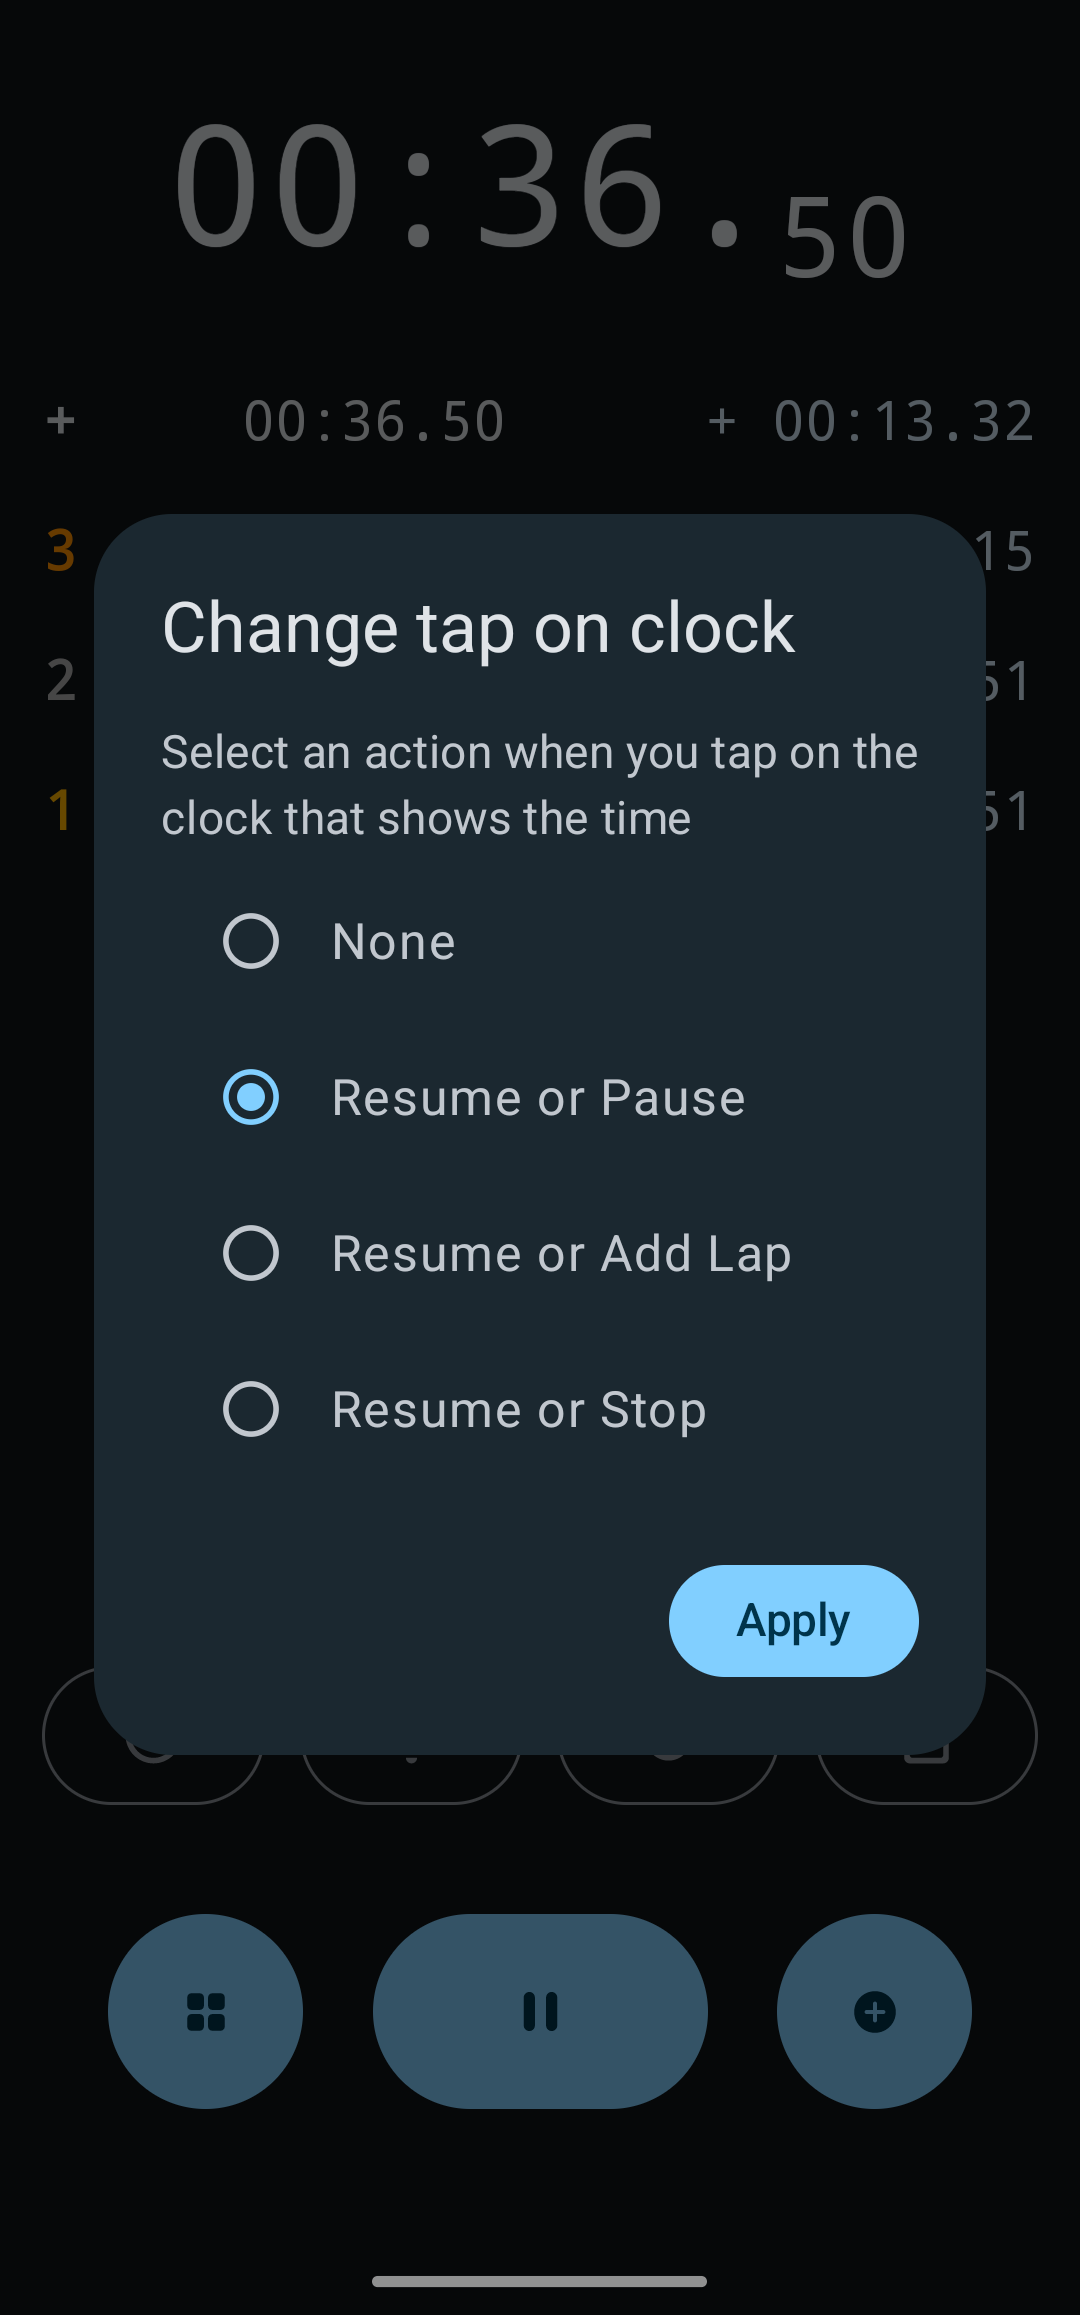 00:36.50
+ 00:36.50 + 00:13.32
3 15
2 51
1 51
Change tap on clock
Select an action when you tap on the
clock that shows the time
None
Resume or Pause
Resume or Add Lap
Resume or Stop
Apply